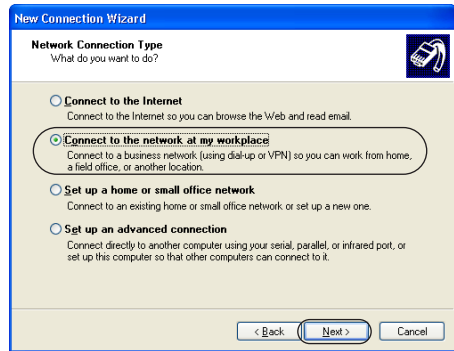 New Connection Wizard
Network Connection Type
What do you want to do?
Connect to the Internet
Connect to the Internet so you can browse the Web and read email.
Connect to the network at my workplace
Connect to a business network (using dial-up or VPN) so you can work from home,
a field office, or another location.
Set up a home or small office network
Connect to an existing home or small office network or set up a new one.
Set up an advanced connection
Connect directly to another computer using your serial, parallel, or infrared port, or
set up this computer so that other computers can connect to it.
< Back Next > Cancel